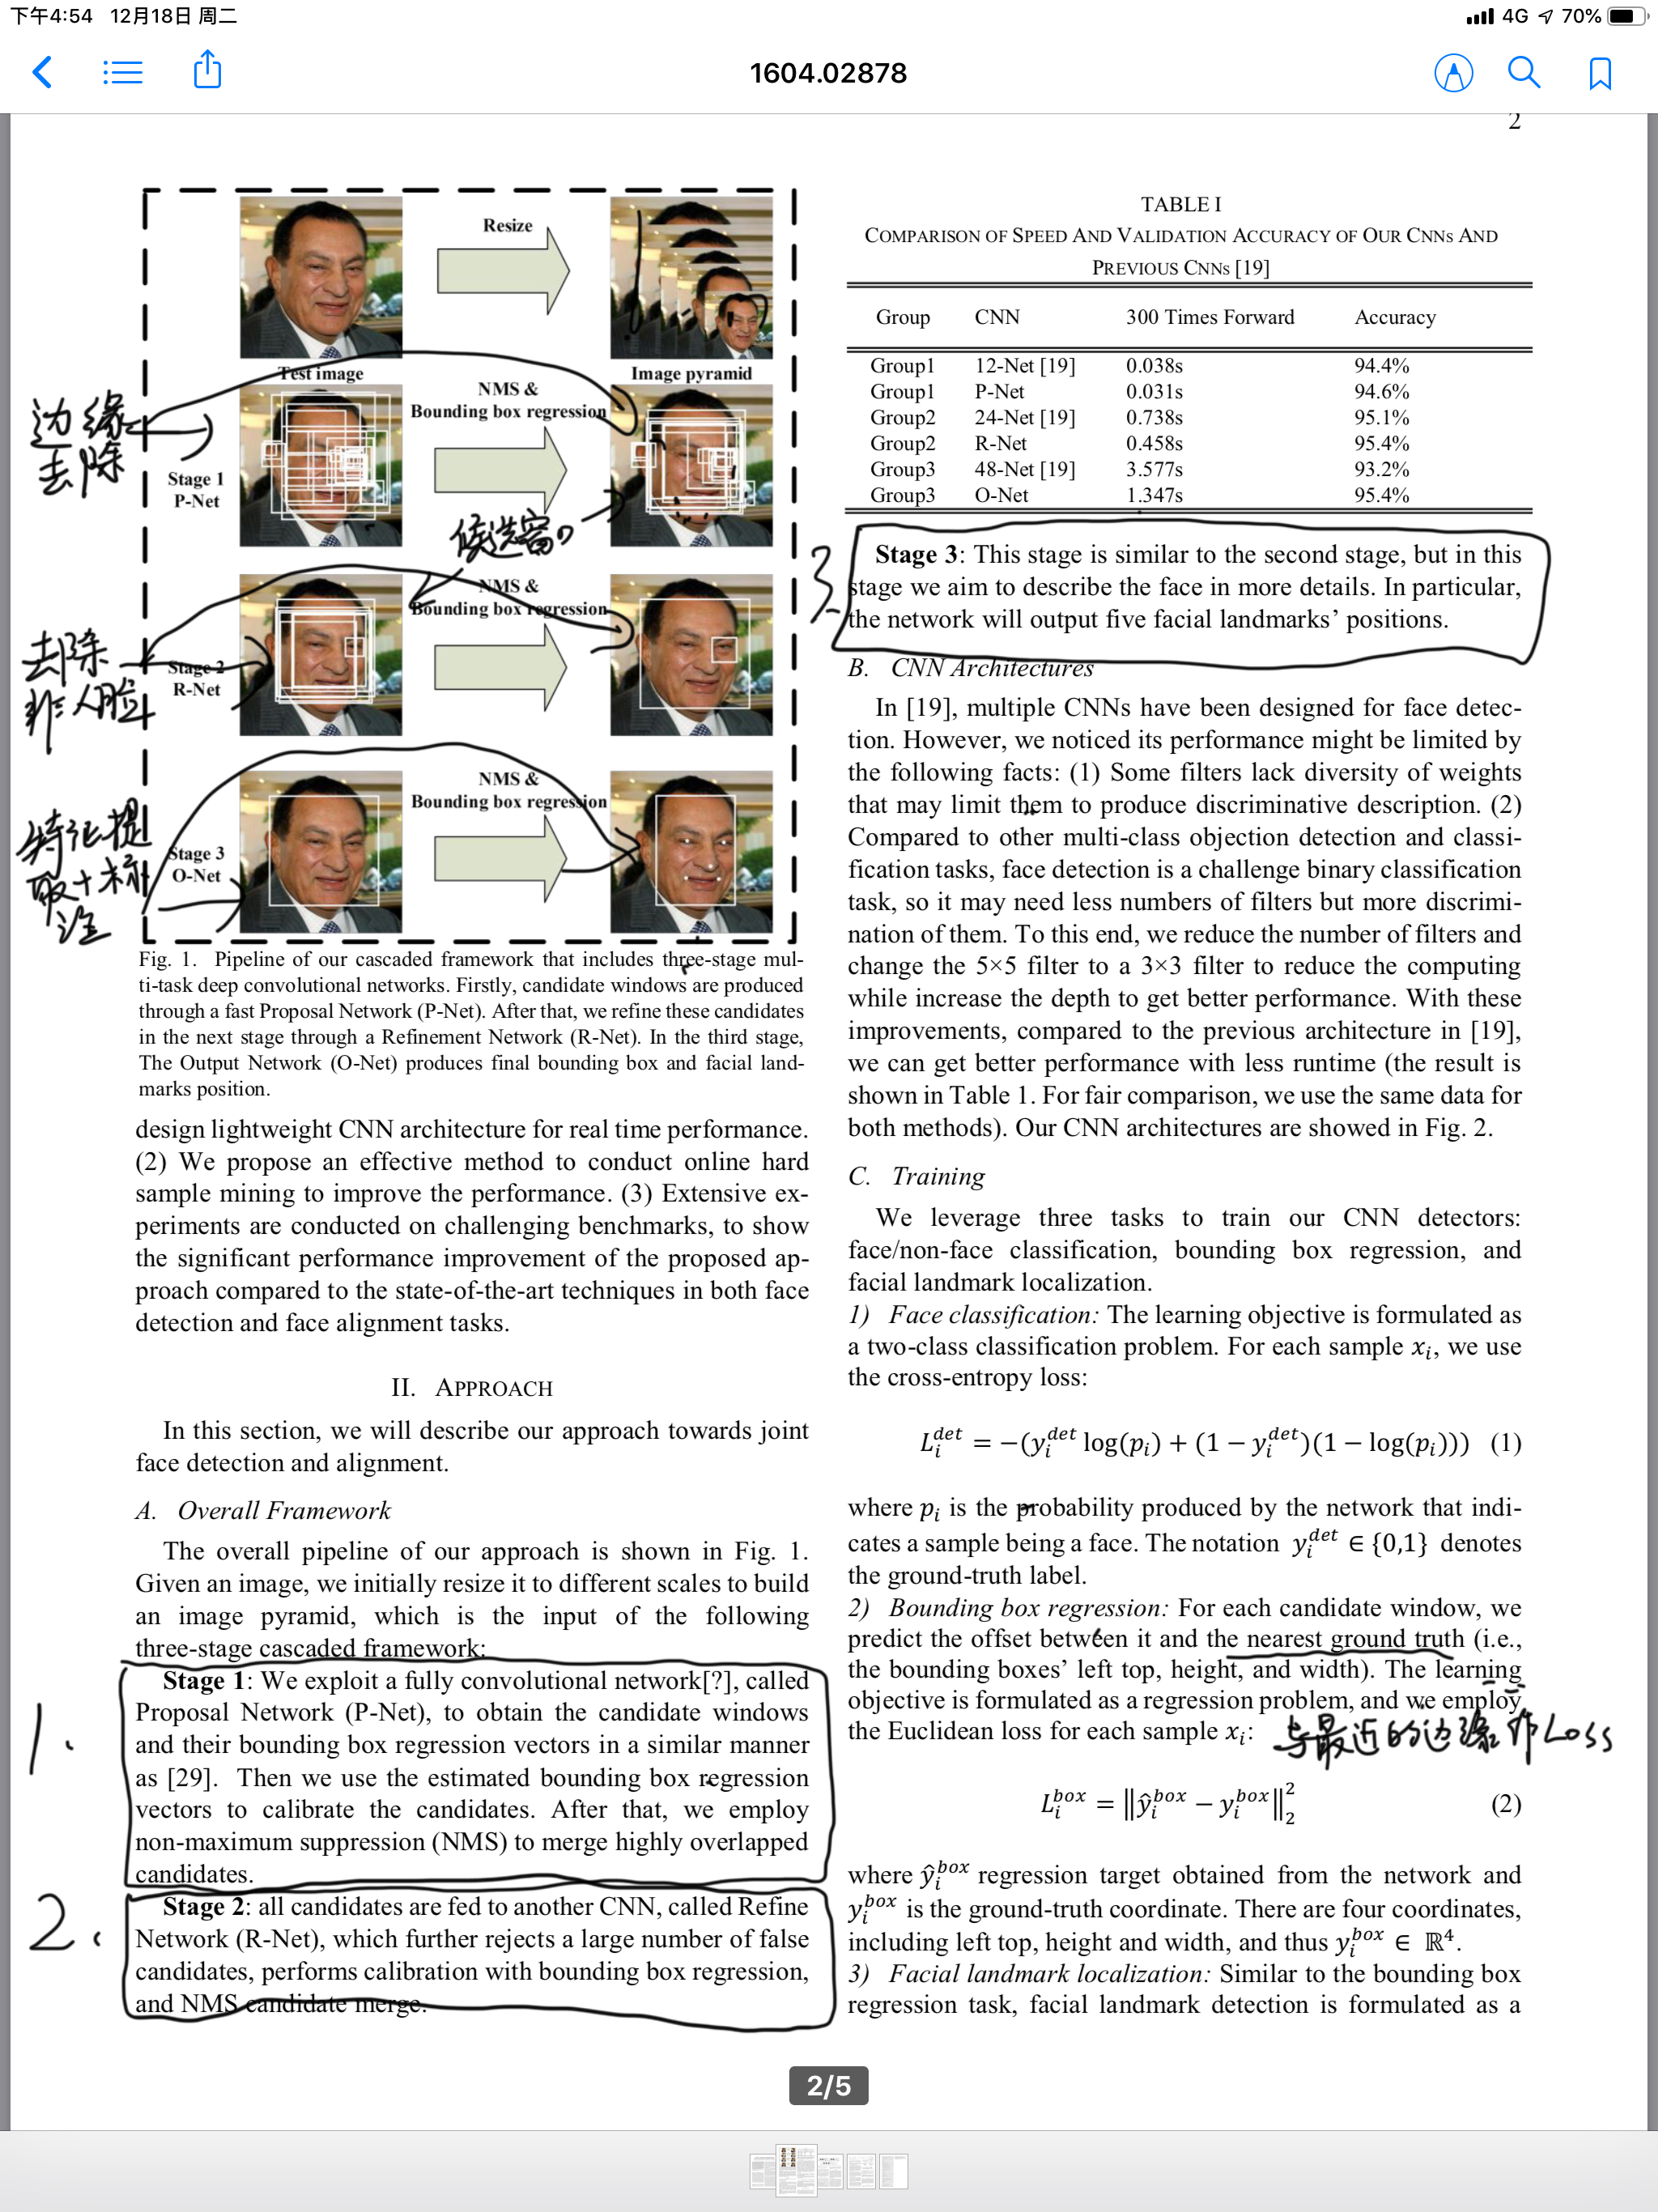 下午4:54 12月18日 周二
4G 70%
1604.02878
2
Resize
Test image
Image pyramid
NMS &
Bounding box regression
Stage 1
P-Net
边缘
去除
候选窗口
NMS &
Bounding box regression
Stage 2
R-Net
去除
非人脸
NMS &
Bounding box regression
Stage 3
O-Net
特征提
取+标
注
Fig. 1. Pipeline of our cascaded framework that includes three-stage mul-
ti-task deep convolutional networks. Firstly, candidate windows are produced
through a fast Proposal Network (P-Net). After that, we refine these candidates
in the next stage through a Refinement Network (R-Net). In the third stage,
The Output Network (O-Net) produces final bounding box and facial land-
marks position.
design lightweight CNN architecture for real time performance.
(2) We propose an effective method to conduct online hard
sample mining to improve the performance. (3) Extensive ex-
periments are conducted on challenging benchmarks, to show
the significant performance improvement of the proposed ap-
proach compared to the state-of-the-art techniques in both face
detection and face alignment tasks.
II. APPROACH
In this section, we will describe our approach towards joint
face detection and alignment.
A. Overall Framework
The overall pipeline of our approach is shown in Fig. 1.
Given an image, we initially resize it to different scales to build
an image pyramid, which is the input of the following
three-stage cascaded framework:
1.
Stage 1: We exploit a fully convolutional network[?], called
Proposal Network (P-Net), to obtain the candidate windows
and their bounding box regression vectors in a similar manner
as [29]. Then we use the estimated bounding box regression
vectors to calibrate the candidates. After that, we employ
non-maximum suppression (NMS) to merge highly overlapped
candidates.
2.
Stage 2: all candidates are fed to another CNN, called Refine
Network (R-Net), which further rejects a large number of false
candidates, performs calibration with bounding box regression,
and NMS candidate merge.
TABLE I
COMPARISON OF SPEED AND VALIDATION ACCURACY OF OUR CNNS AND
PREVIOUS CNNS [19]
Group CNN 300 Times Forward Accuracy
Group1 12-Net [19] 0.038s 94.4%
Group1 P-Net 0.031s 94.6%
Group2 24-Net [19] 0.738s 95.1%
Group2 R-Net 0.458s 95.4%
Group3 48-Net [19] 3.577s 93.2%
Group3 O-Net 1.347s 95.4%
3.
Stage 3: This stage is similar to the second stage, but in this
stage we aim to describe the face in more details. In particular,
the network will output five facial landmarks’ positions.
B. CNN Architectures
In [19], multiple CNNs have been designed for face detec-
tion. However, we noticed its performance might be limited by
the following facts: (1) Some filters lack diversity of weights
that may limit them to produce discriminative description. (2)
Compared to other multi-class objection detection and classi-
fication tasks, face detection is a challenge binary classification
task, so it may need less numbers of filters but more discrimi-
nation of them. To this end, we reduce the number of filters and
change the 5×5 filter to a 3×3 filter to reduce the computing
while increase the depth to get better performance. With these
improvements, compared to the previous architecture in [19],
we can get better performance with less runtime (the result is
shown in Table 1. For fair comparison, we use the same data for
both methods). Our CNN architectures are showed in Fig. 2.
C. Training
We leverage three tasks to train our CNN detectors:
face/non-face classification, bounding box regression, and
facial landmark localization.
1) Face classification: The learning objective is formulated as
a two-class classification problem. For each sample xᵢ, we use
the cross-entropy loss:
L_i^{det} = −(y_i^{det} log(p_i) + (1 − y_i^{det})(1 − log(p_i))) (1)
where p_i is the probability produced by the network that indi-
cates a sample being a face. The notation y_i^{det} ∈ {0,1} denotes
the ground-truth label.
2) Bounding box regression: For each candidate window, we
predict the offset between it and the nearest ground truth (i.e.,
the bounding boxes’ left top, height, and width). The learning
objective is formulated as a regression problem, and we employ
the Euclidean loss for each sample x_i:
与最近的边缘作Loss
L_i^{box} = ‖ŷ_i^{box} − y_i^{box}‖_2^2 (2)
where ŷ_i^{box} regression target obtained from the network and
y_i^{box} is the ground-truth coordinate. There are four coordinates,
including left top, height and width, and thus y_i^{box} ∈ ℝ⁴.
3) Facial landmark localization: Similar to the bounding box
regression task, facial landmark detection is formulated as a
2/5